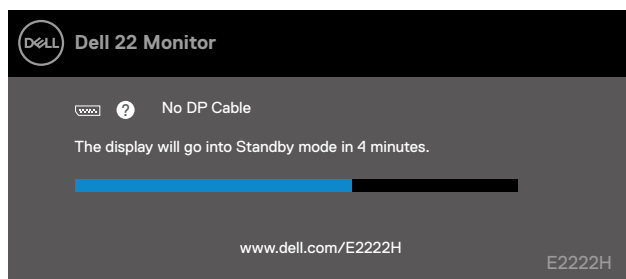 DELL Dell 22 Monitor
? No DP Cable
The display will go into Standby mode in 4 minutes.
www.dell.com/E2222H
E2222H